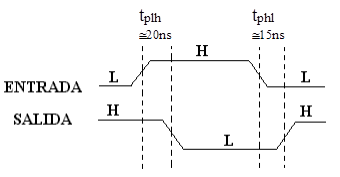 tplh tphl
≅20ns ≅15ns
H
L L
ENTRADA
H H
SALIDA
L